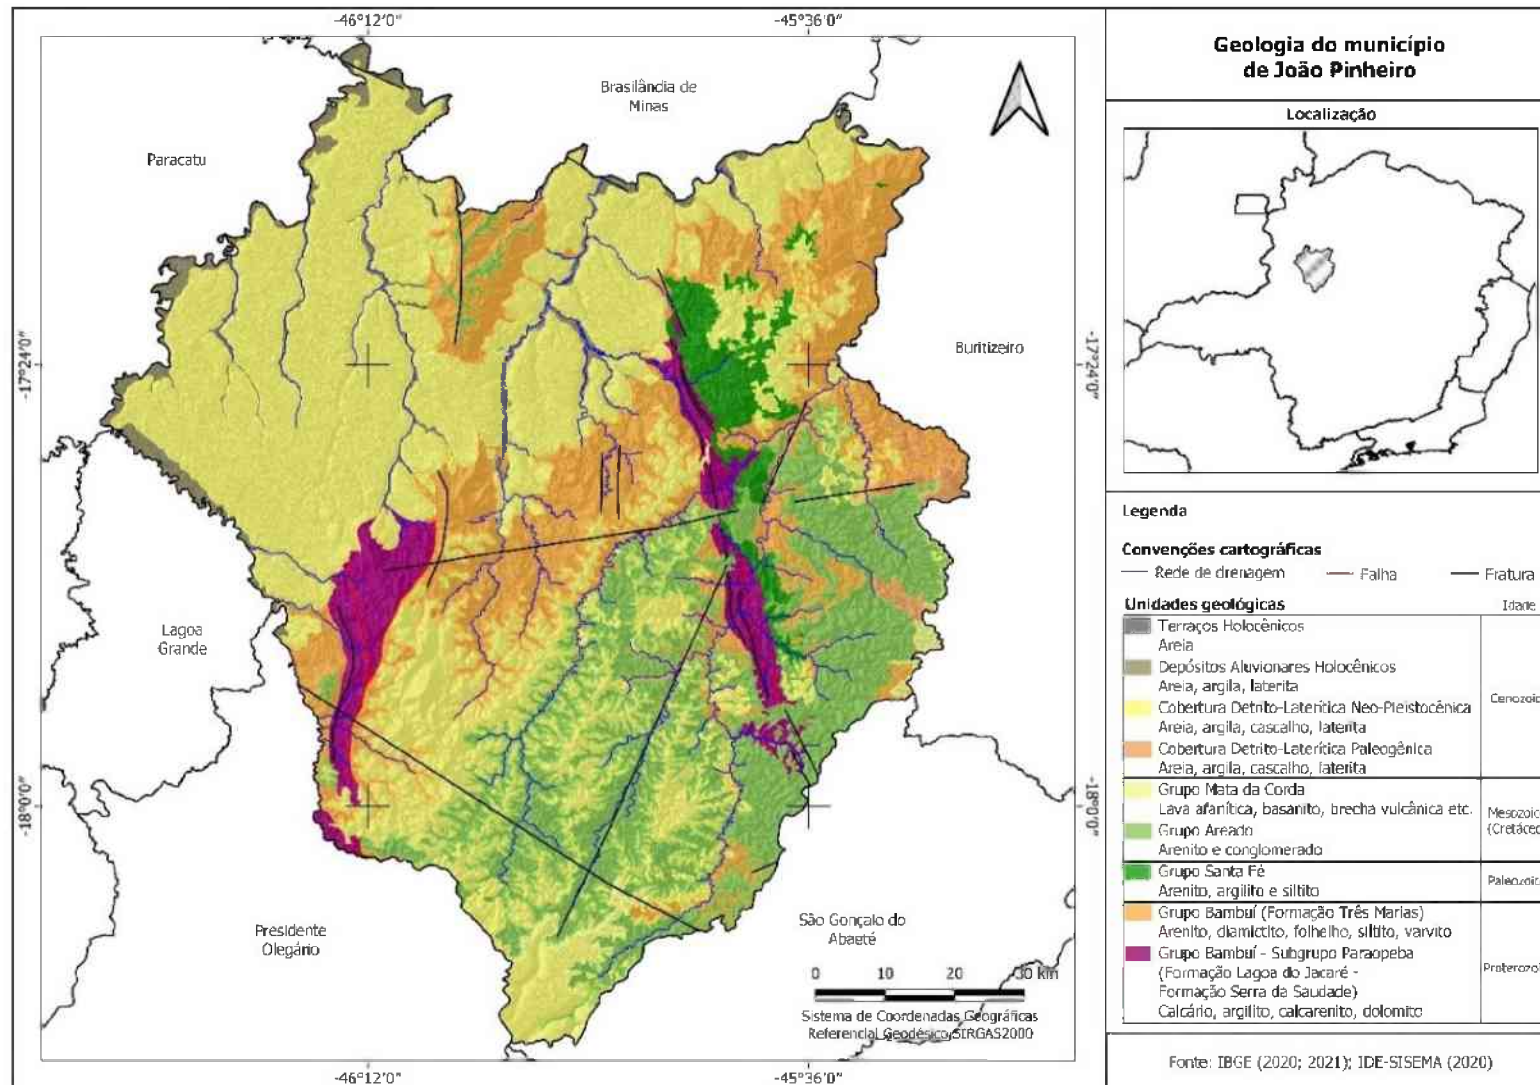 -46°12'0"
-45°36'0"
Geologia do município
de João Pinheiro
Localização
Brasilândia de
Minas
Paracatu
Buritizeiro
-17°24'0"
-17°24'0"
Lagoa
Grande
Presidente
Olegário
São Gonçalo do
Abaeté
-18°0'0"
-18°0'0"
0 10 20 30 km
Sistema de Coordenadas Geográficas
Referencial Geodésico SIRGAS2000
-46°12'0"
-45°36'0"
Legenda
Convenções cartográficas
Rede de drenagem Falha Fratura
Unidades geológicas Idade
Terraços Holocênicos
Areia
Depósitos Aluvionares Holocênicos
Areia, argila, laterita
Cenozoic
Cobertura Detrito-Laterítica Neo-Pleistocênica
Areia, argila, cascalho, laterita
Cobertura Detrito-Laterítica Paleogênica
Areia, argila, cascalho, laterita
Grupo Mata da Corda
Lava afanítica, basanito, brecha vulcânica etc.
Mesozoic
(Cretáce
Grupo Areado
Arenito e conglomerado
Grupo Santa Fé
Arenito, argilito e siltito
Paleozoic
Grupo Bambuí (Formação Três Marias)
Arenito, diamictito, folhelho, siltito, varvito
Grupo Bambuí - Subgrupo Paraopeba
(Formação Lagoa do Jacaré -
Formação Serra da Saudade)
Calcário, argilito, calcarenito, dolomito
Proterozo
Fonte: IBGE (2020; 2021); IDE-SISEMA (2020)